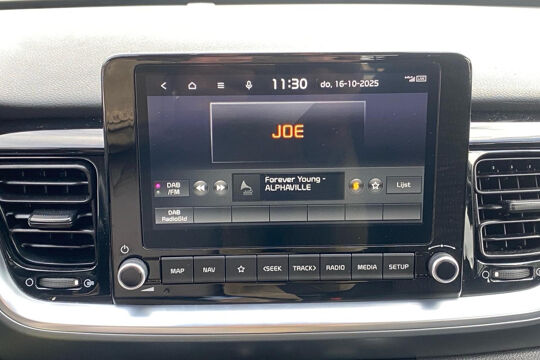 11:30 do, 16-10-2025
JOE
DAB
/FM
Forever Young -
ALPHAVILLE
Lijst
DAB
RadioGld
MAP NAV <SEEK TRACK> RADIO MEDIA SETUP